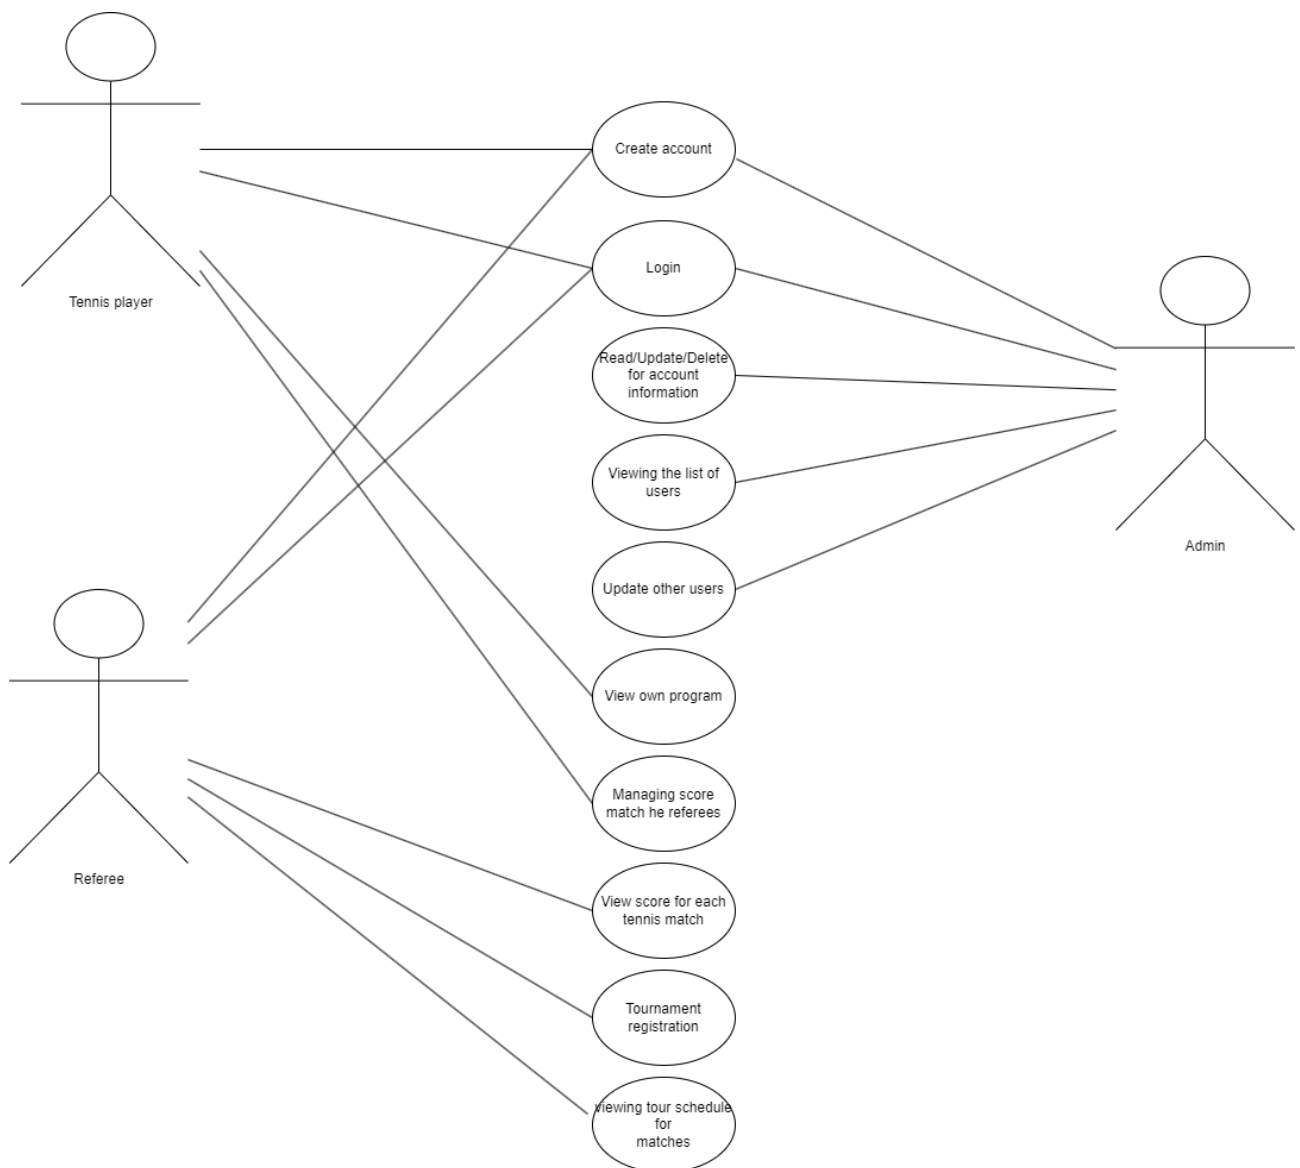 Create account
Login
Tennis player
Read/Update/Delete
for account
information
Viewing the list of
users
Admin
Update other users
View own program
Managing score
match he referees
Referee
View score for each
tennis match
Tournament
registration
viewing tour schedule
for
matches